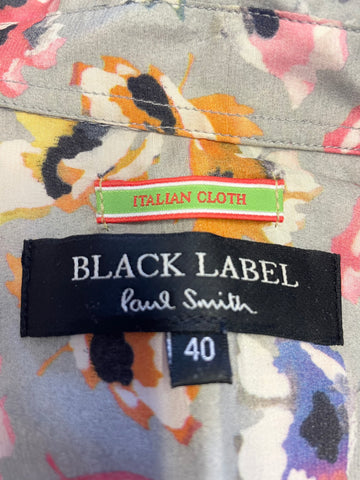 ITALIAN CLOTH
BLACK LABEL
Paul Smith
40